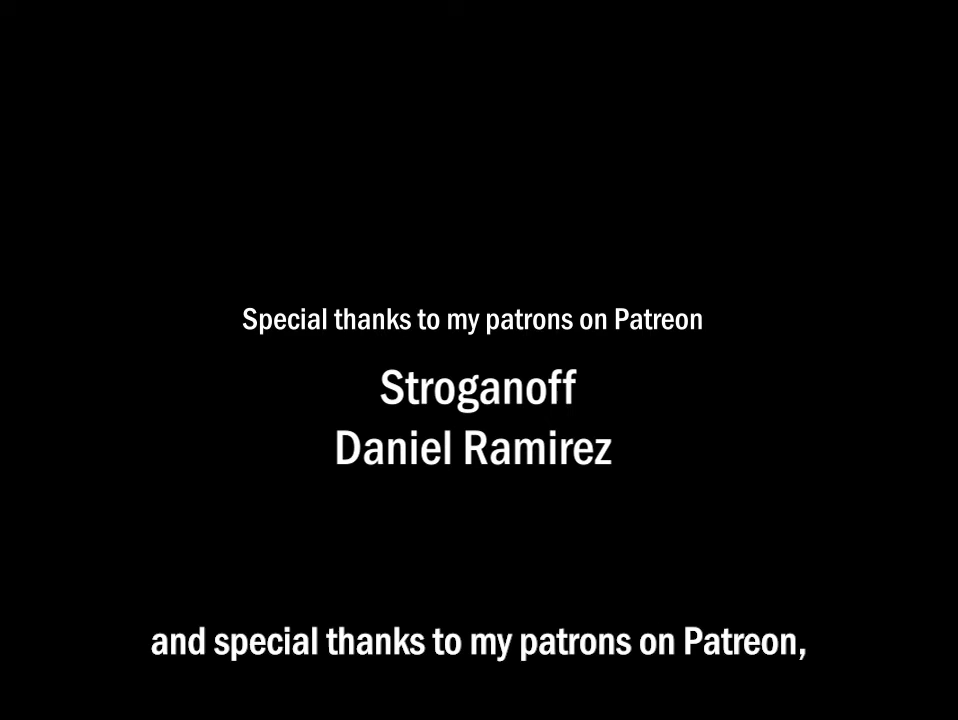 Special thanks to my patrons on Patreon
Stroganoff
Daniel Ramirez
and special thanks to my patrons on Patreon,